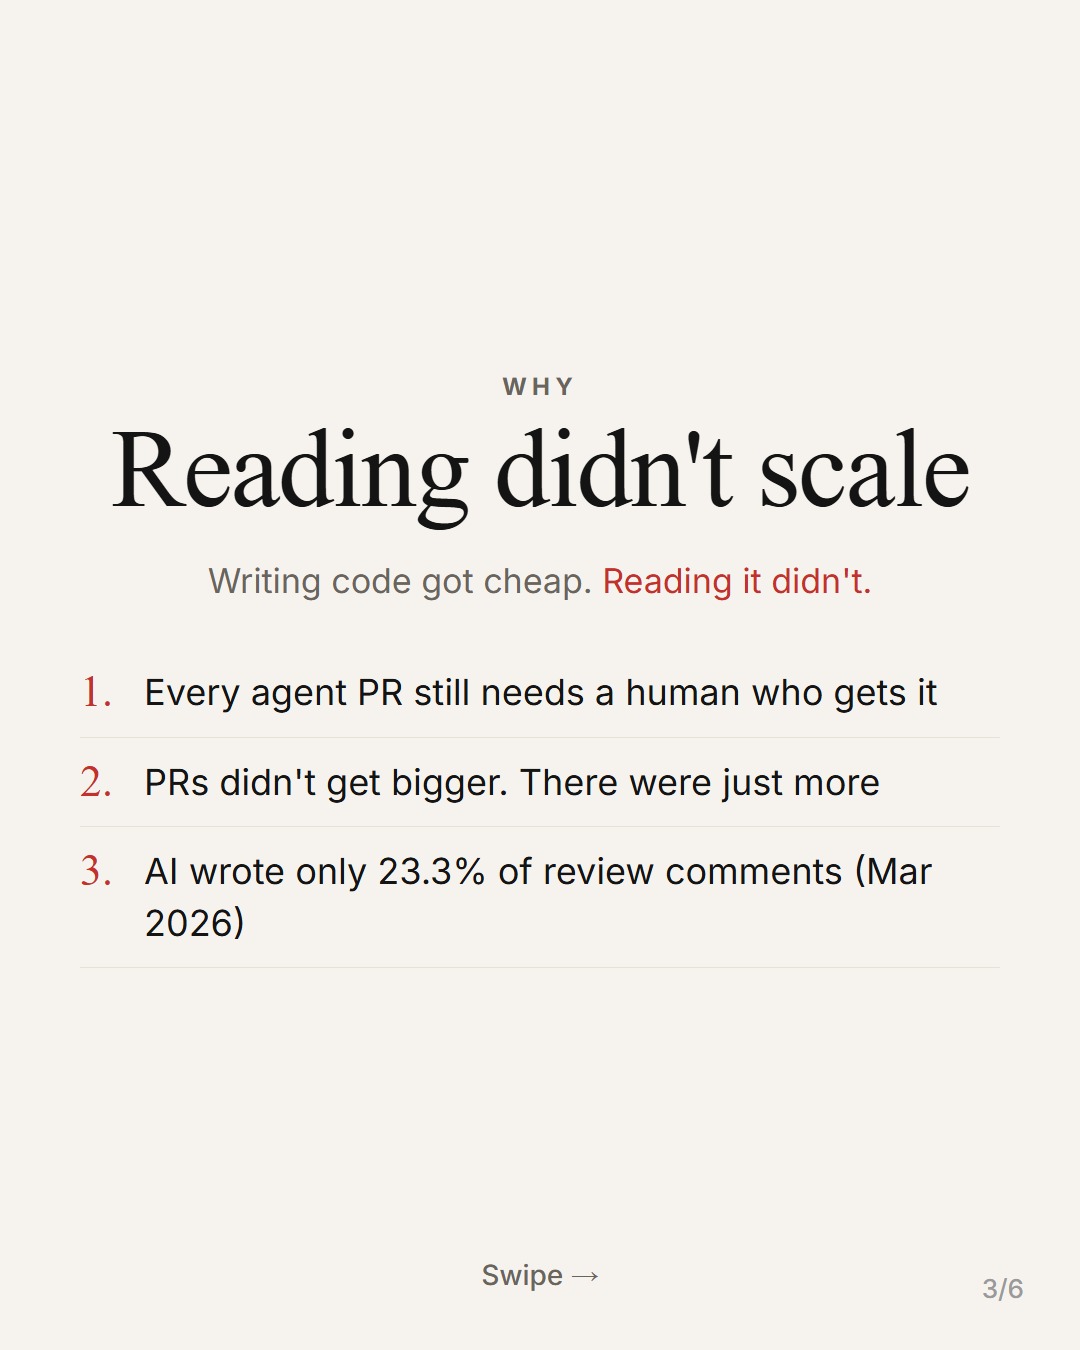 WHY
Reading didn't scale
Writing code got cheap. Reading it didn't.
1. Every agent PR still needs a human who gets it
2. PRs didn't get bigger. There were just more
3. AI wrote only 23.3% of review comments (Mar
2026)
Swipe →
3/6